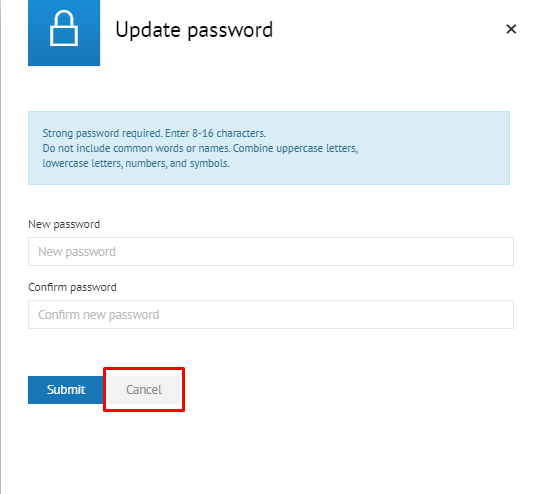 Update password
Strong password required. Enter 8-16 characters.
Do not include common words or names. Combine uppercase letters,
lowercase letters, numbers, and symbols.
New password
New password
Confirm password
Confirm new password
Submit Cancel